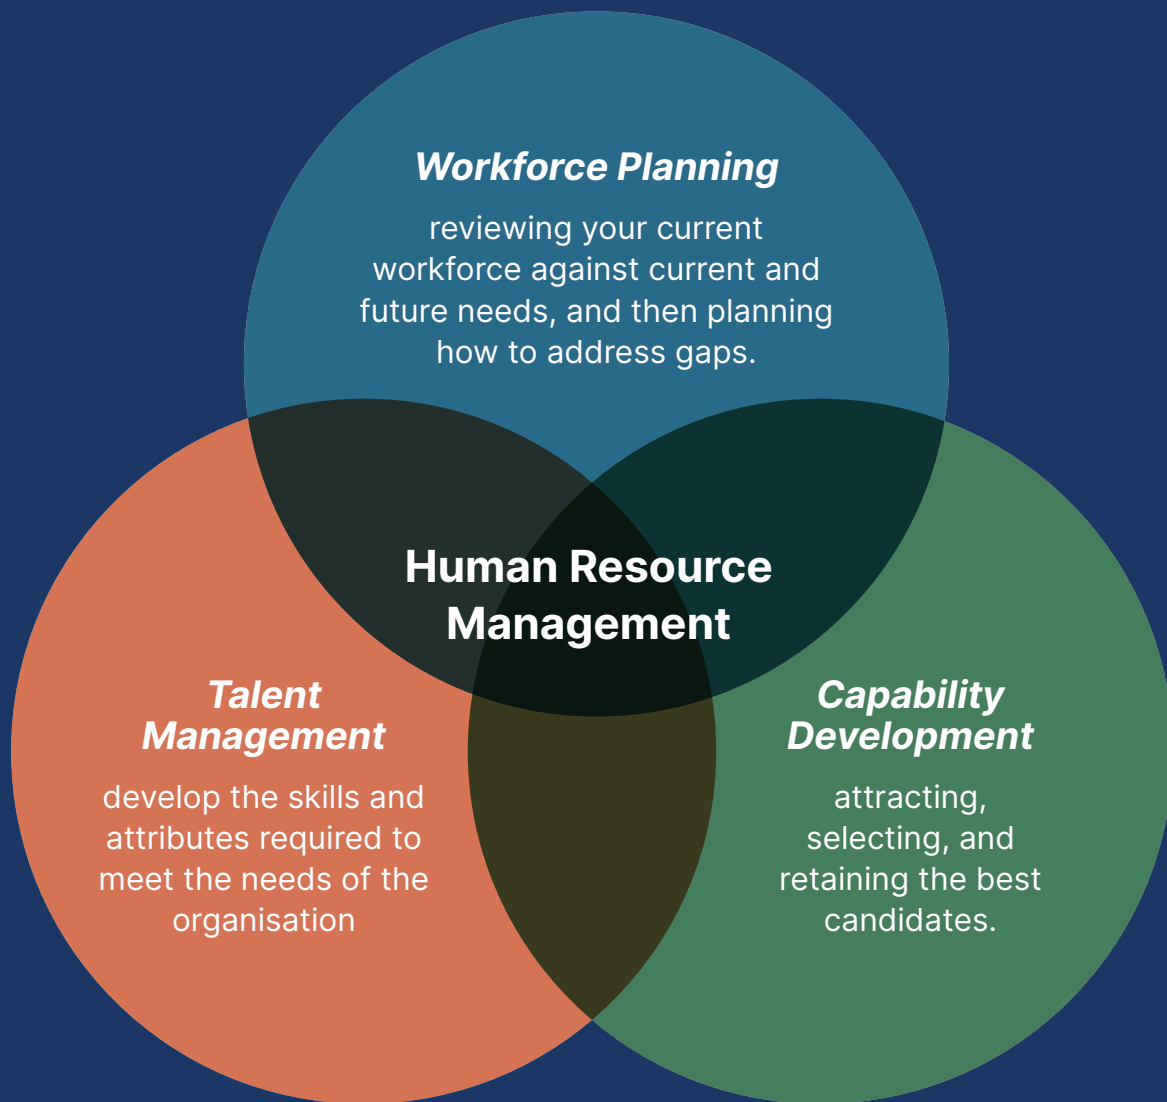 Workforce Planning
reviewing your current
workforce against current and
future needs, and then planning
how to address gaps.
Human Resource
Management
Talent
Management
develop the skills and
attributes required to
meet the needs of the
organisation
Capability
Development
attracting,
selecting, and
retaining the best
candidates.